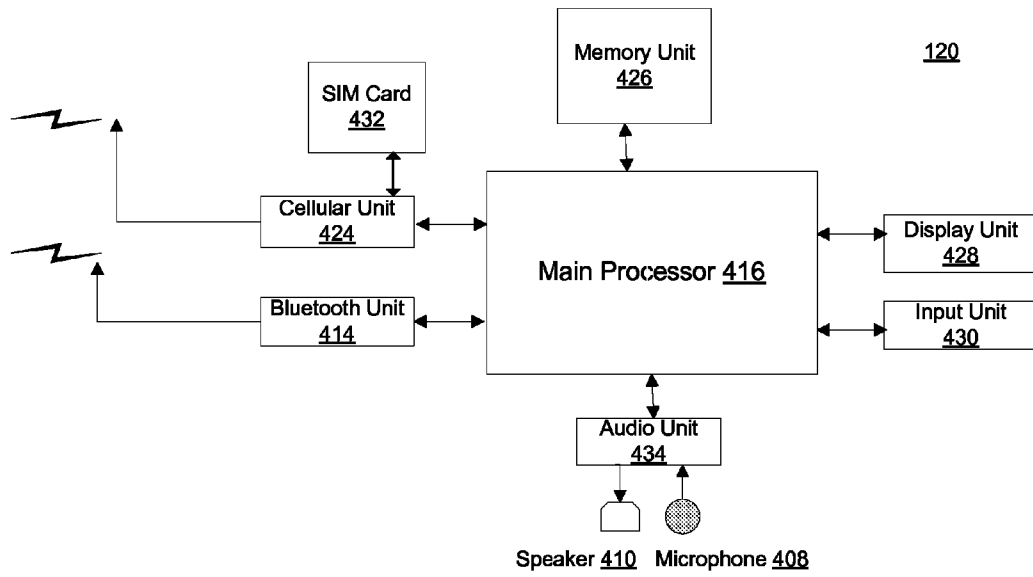 120
Memory Unit
426
SIM Card
432
Cellular Unit
424
Display Unit
428
Main Processor 416
Bluetooth Unit
414
Input Unit
430
Audio Unit
434
Speaker 410
Microphone 408